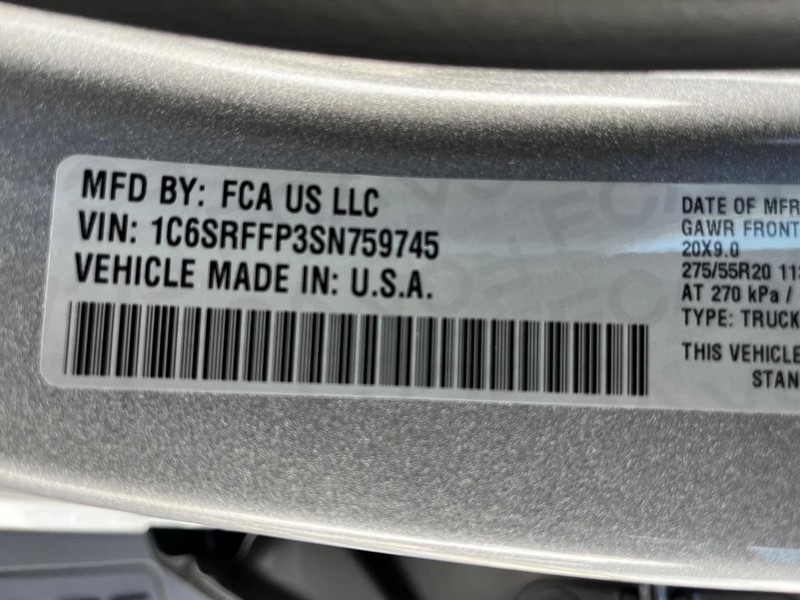 MFD BY: FCA US LLC
VIN: 1C6SRFFP3SN759745
VEHICLE MADE IN: U.S.A.
DATE OF MFR
GAWR FRONT
20X9.0
275/55R20 11
AT 270 kPa /
TYPE: TRUCK
THIS VEHICLE
STAN